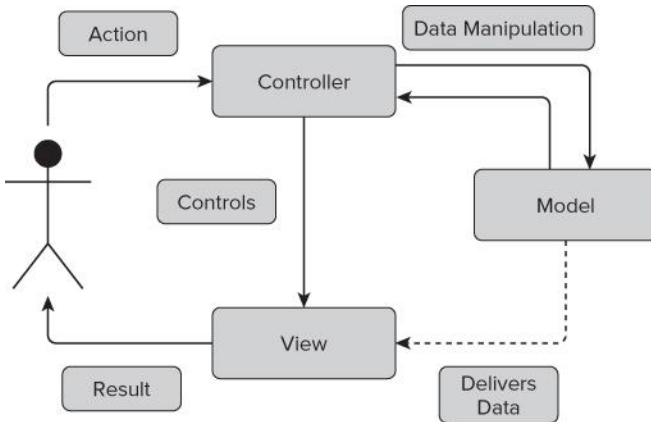 Action
Data Manipulation
Controller
Controls
Model
View
Result
Delivers
Data